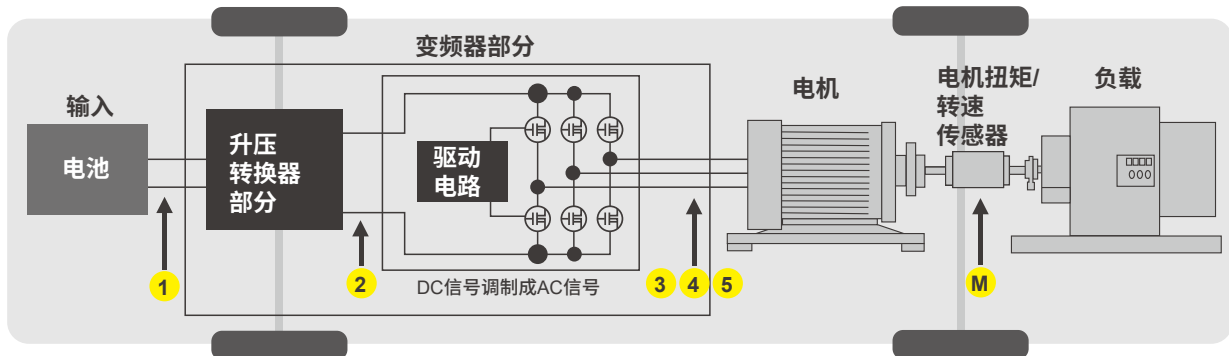 变频器部分
输入
电池
升压
转换器
部分
驱动
电路
DC信号调制成AC信号
电机
电机扭矩/
转速
传感器
负载
000
1
2
3
4
5
M